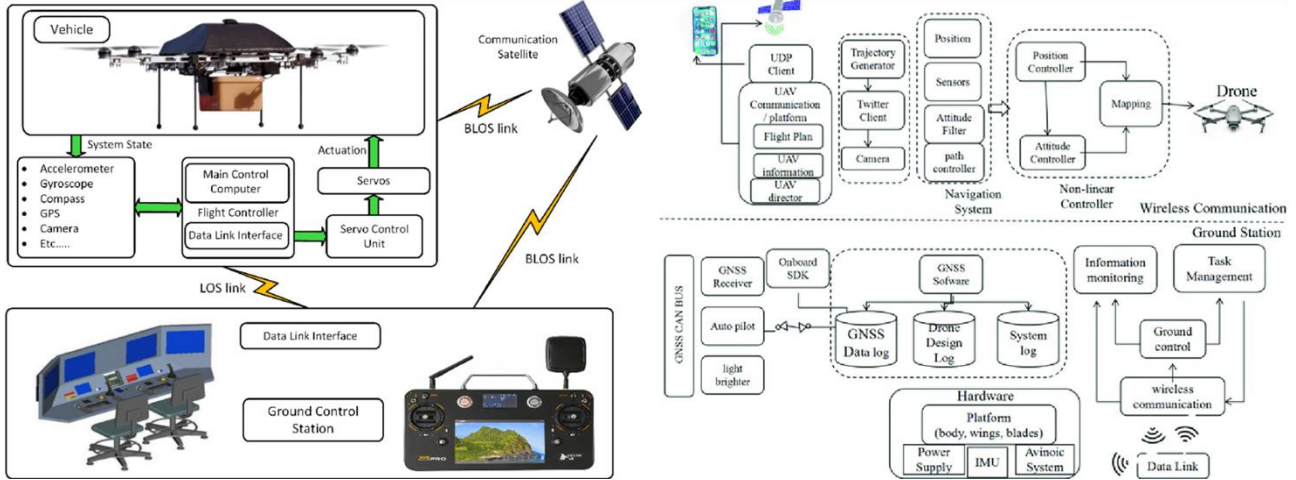 Vehicle
System State
Accelerometer
Gyroscope
Compass
GPS
Camera
Etc.....
Main Control
Computer
Flight Controller
Data Link Interface
Actuation
Servos
Servo Control
Unit
Communication
Satellite
BLOS link
BLOS link
LOS link
Data Link Interface
Ground Control
Station
UDP
Client
UAV
Communication
/ platform
Flight Plan
UAV
information
UAV
director
Trajectory
Generator
Twitter
Client
Camera
Position
Sensors
Attitude
Filter
path
controller
Navigation
System
Position
Controller
Attitude
Controller
Mapping
Non-linear
Controller
Drone
Wireless Communication
Ground Station
GNSS CAN BUS
GNSS
Receiver
Auto pilot
light
brighter
Onboard
SDK
GNSS
Sofware
GNSS
Data log
Drone
Design
Log
System
log
Information
monitoring
Task
Management
Ground
control
wireless
communication
Data Link
Hardware
Platform
(body, wings, blades)
Power
Supply
IMU
Avinoic
System